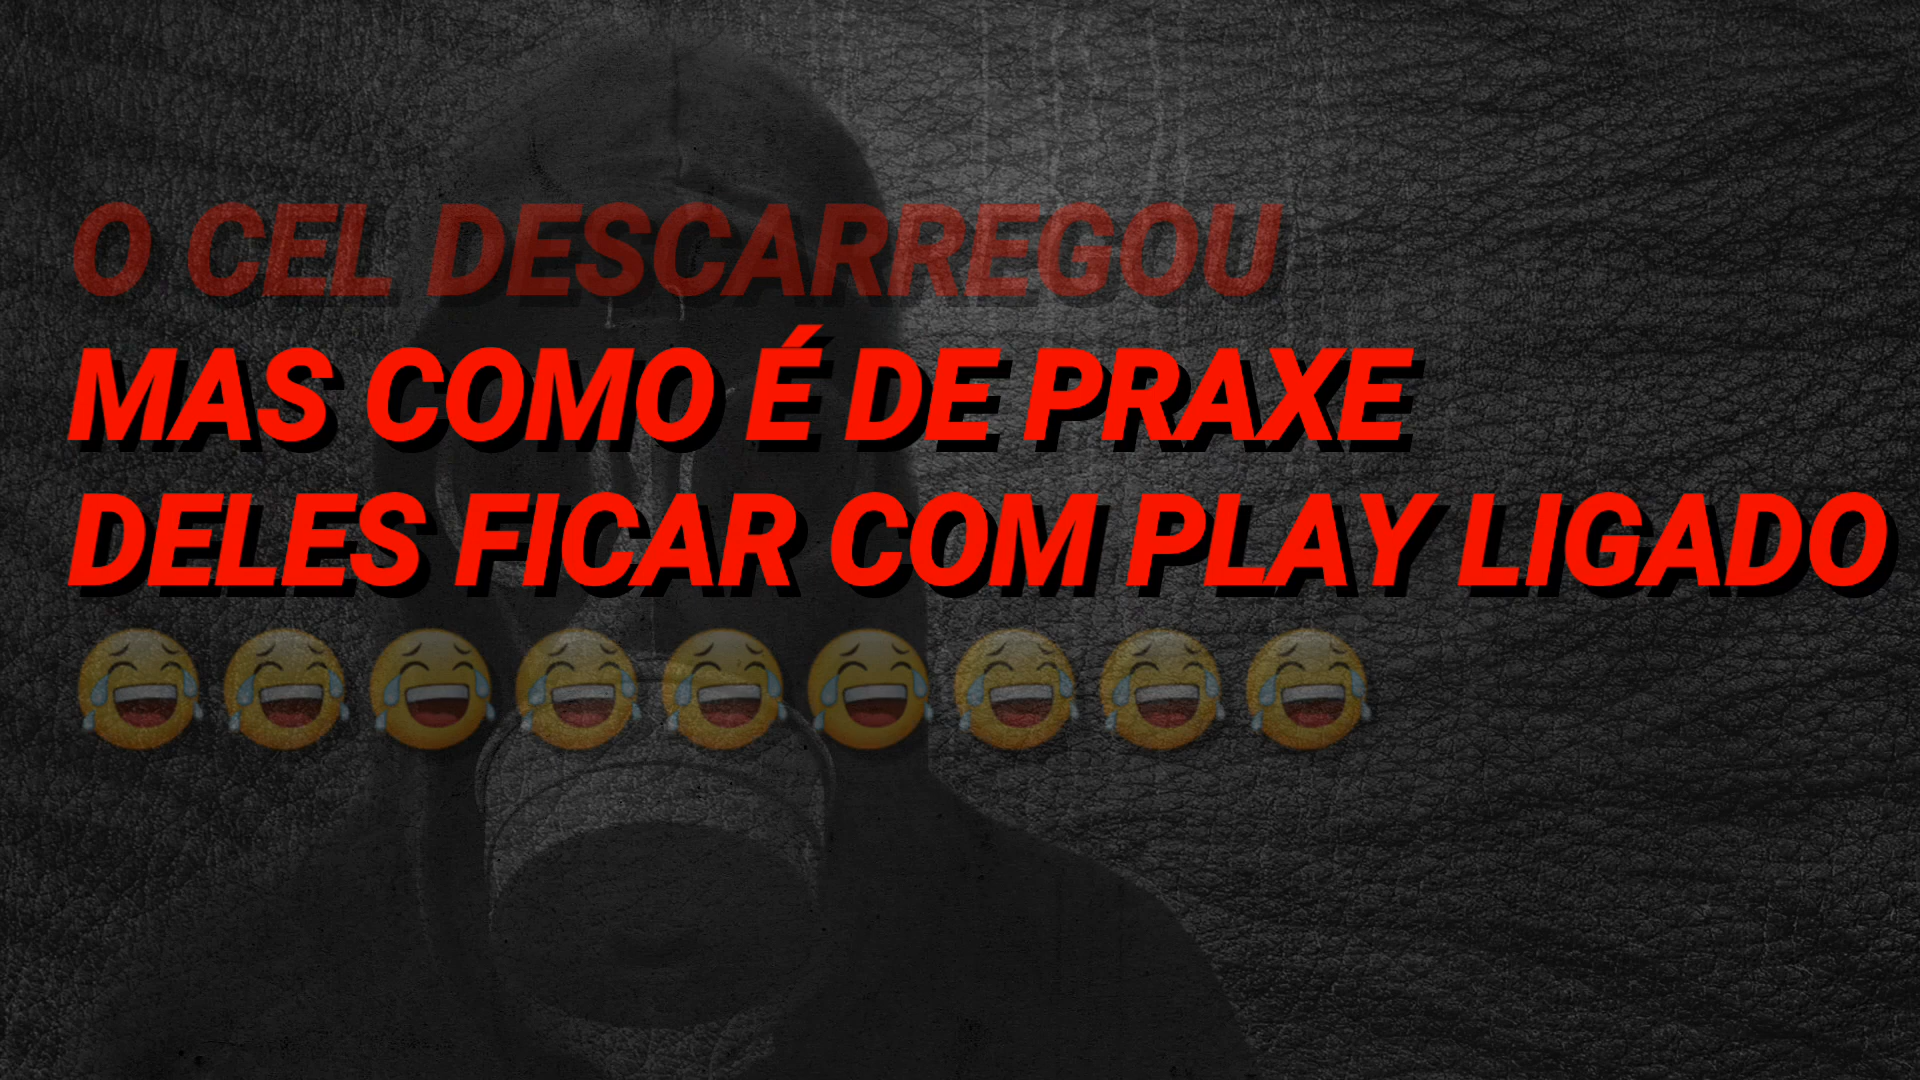 O CEL DESCARREGOU
MAS COMO É DE PRAXE
DELES FICAR COM PLAY LIGADO
😂😂😂😂😂😂😂😂😂